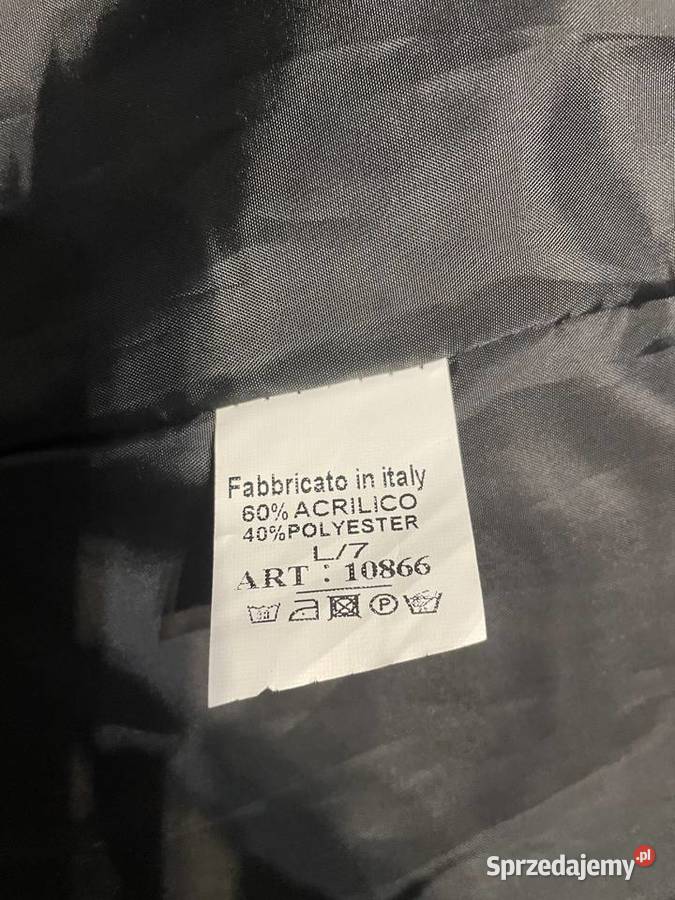 Fabbricato in italy
60% ACRILICO
40%POLYESTER
L/7
ART : 10866
P
Sprzedajemy.pl